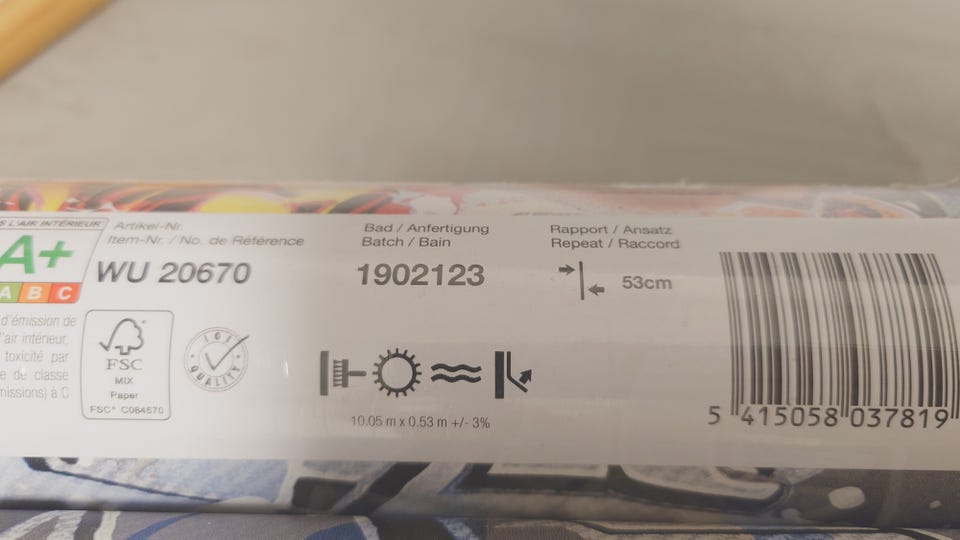 S L'AIR INTÉRIEUR
A+
A B C
d'émission de
l'air intérieur,
toxicité par
e de classe
missions) à C
Artikel-Nr.
Item-Nr. / No. de Référence
WU 20670
FSC
MIX
Paper
FSC® C084570
IGI
QUALITY
Bad / Anfertigung
Batch / Bain
1902123
10.05 m x 0.53 m +/- 3%
Rapport / Ansatz
Repeat / Raccord
53cm
5 415058 037819